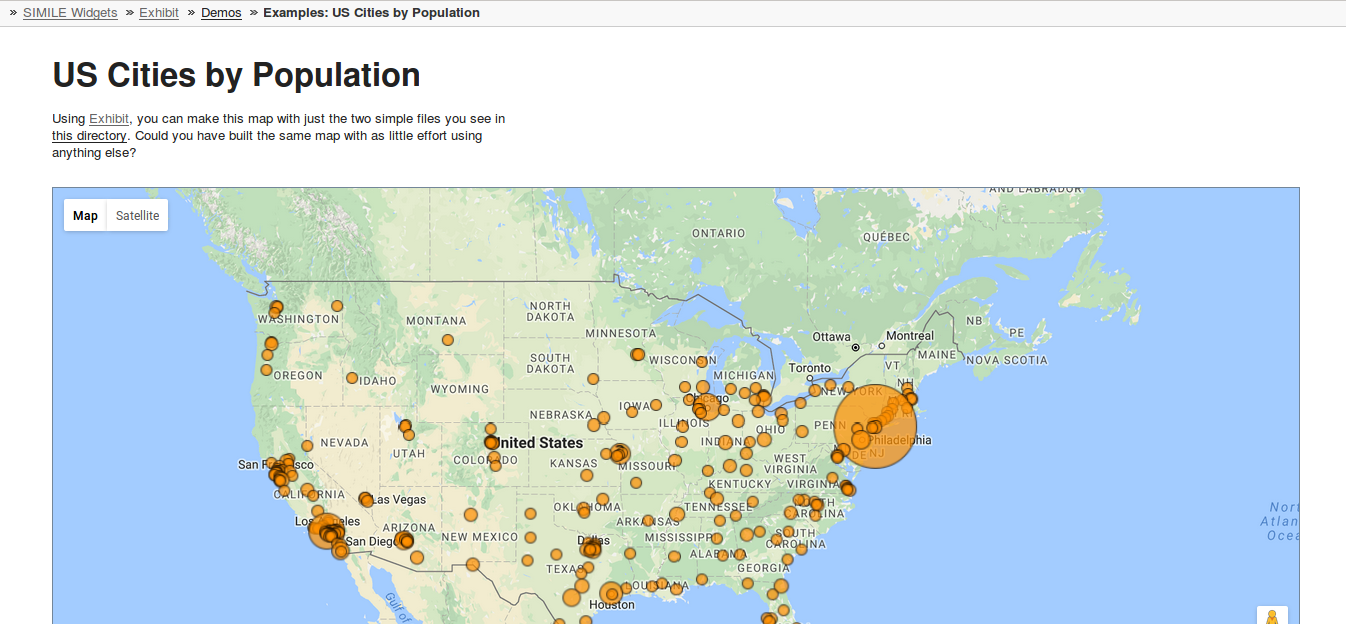 » SIMILE Widgets » Exhibit » Demos » Examples: US Cities by Population
US Cities by Population
Using Exhibit, you can make this map with just the two simple files you see in
this directory. Could you have built the same map with as little effort using
anything else?
AND LABRADOR
Map Satellite
ONTARIO
QUÉBEC
WASHINGTON
MONTANA
NORTH
DAKOTA
MINNESOTA
NB
PE
Ottawa
Montreal
MAINE
NOVA SCOTIA
OREGON
IDAHO
SOUTH
DAKOTA
WISCONSIN
MICHIGAN
Toronto
VT
NH
WYOMING
NEW YORK
Chicago
IOWA
NEBRASKA
ILLINOIS
OHIO
PENN
NEVADA
UTAH
United States
INDIANA
Philadelphia
DE NJ
COLORADO
KANSAS
MISSOURI
WEST
VIRGINIA
San Francisco
KENTUCKY
VIRGINIA
CALIFORNIA
Las Vegas
OKLAHOMA
TENNESSEE
NORTH
CAROLINA
Los Angeles
ARIZONA
ARKANSAS
San Diego
NEW MEXICO
Dallas
MISSISSIPPI
SOUTH
CAROLINA
ALABAMA
TEXAS
GEORGIA
LOUISIANA
Houston
Gulf of
Nort
Atlan
Ocea